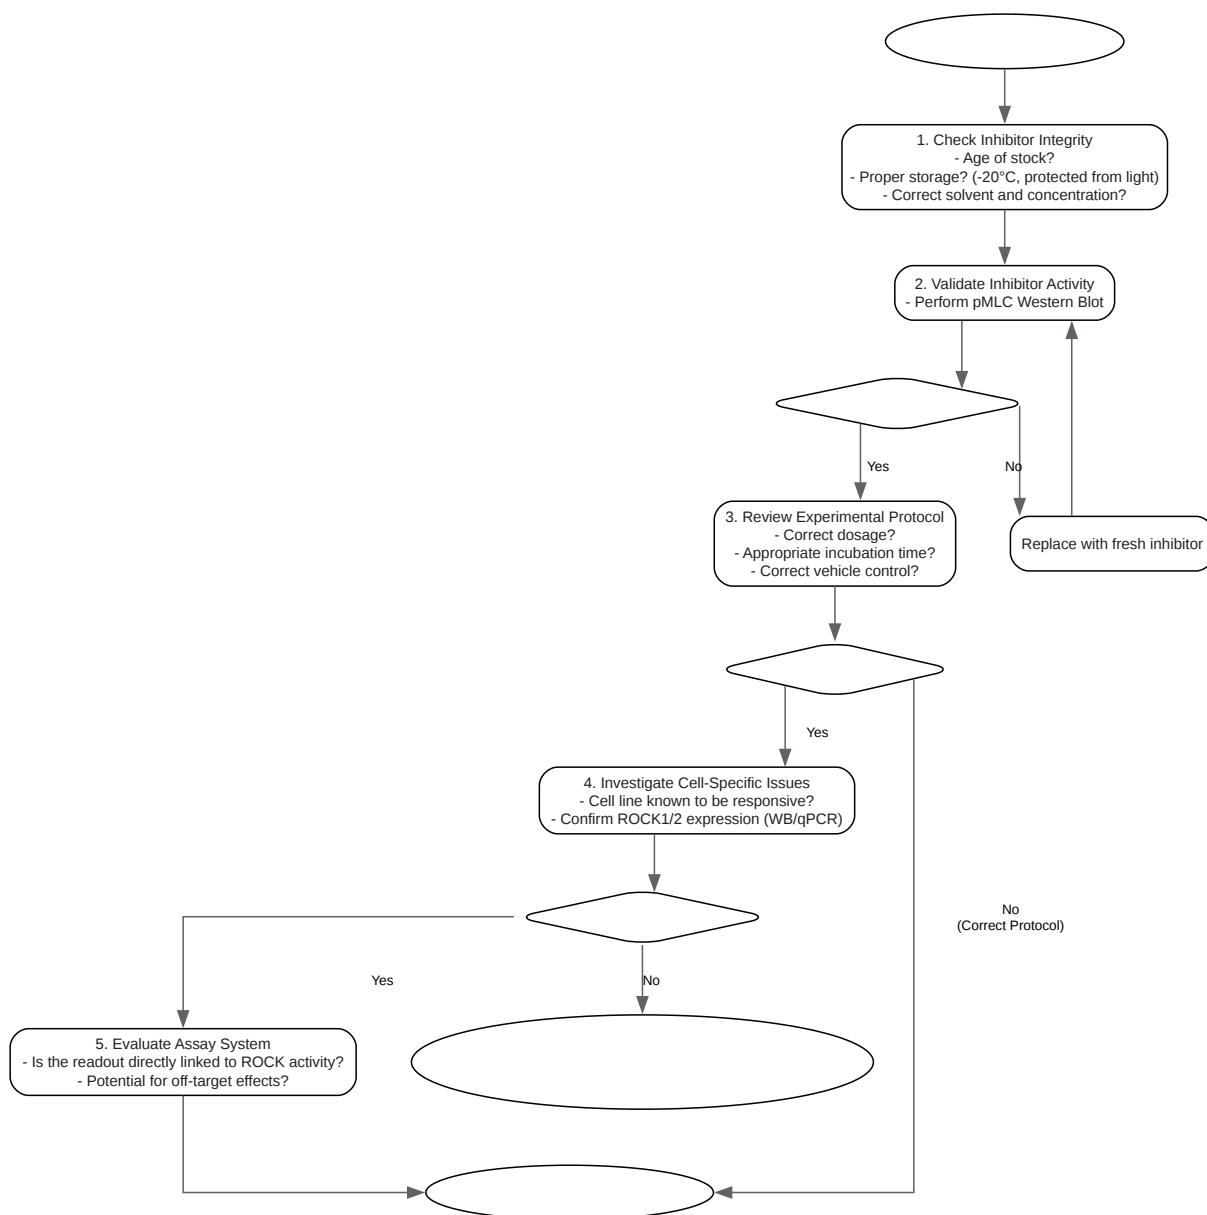 1. Check Inhibitor Integrity
- Age of stock?
- Proper storage? (-20°C, protected from light)
- Correct solvent and concentration?
2. Validate Inhibitor Activity
- Perform pMLC Western Blot
Yes
No
3. Review Experimental Protocol
- Correct dosage?
- Appropriate incubation time?
- Correct vehicle control?
Replace with fresh inhibitor
Yes
4. Investigate Cell-Specific Issues
- Cell line known to be responsive?
- Confirm ROCK1/2 expression (WB/qPCR)
No
(Correct Protocol)
Yes
No
5. Evaluate Assay System
- Is the readout directly linked to ROCK activity?
- Potential for off-target effects?